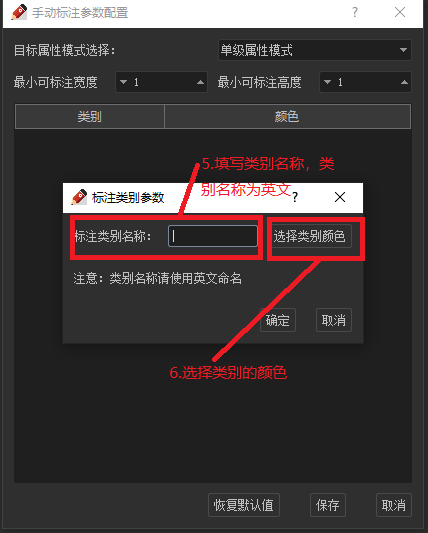 手动标注参数配置
?
目标属性模式选择：
单级属性模式
最小可标注宽度
1
最小可标注高度
1
类别
颜色
5.填写类别名称，类
别名称为英文
标注类别参数
?
标注类别名称：
选择类别颜色
注意：类别名称请使用英文命名
确定
取消
6.选择类别的颜色
恢复默认值
保存
取消